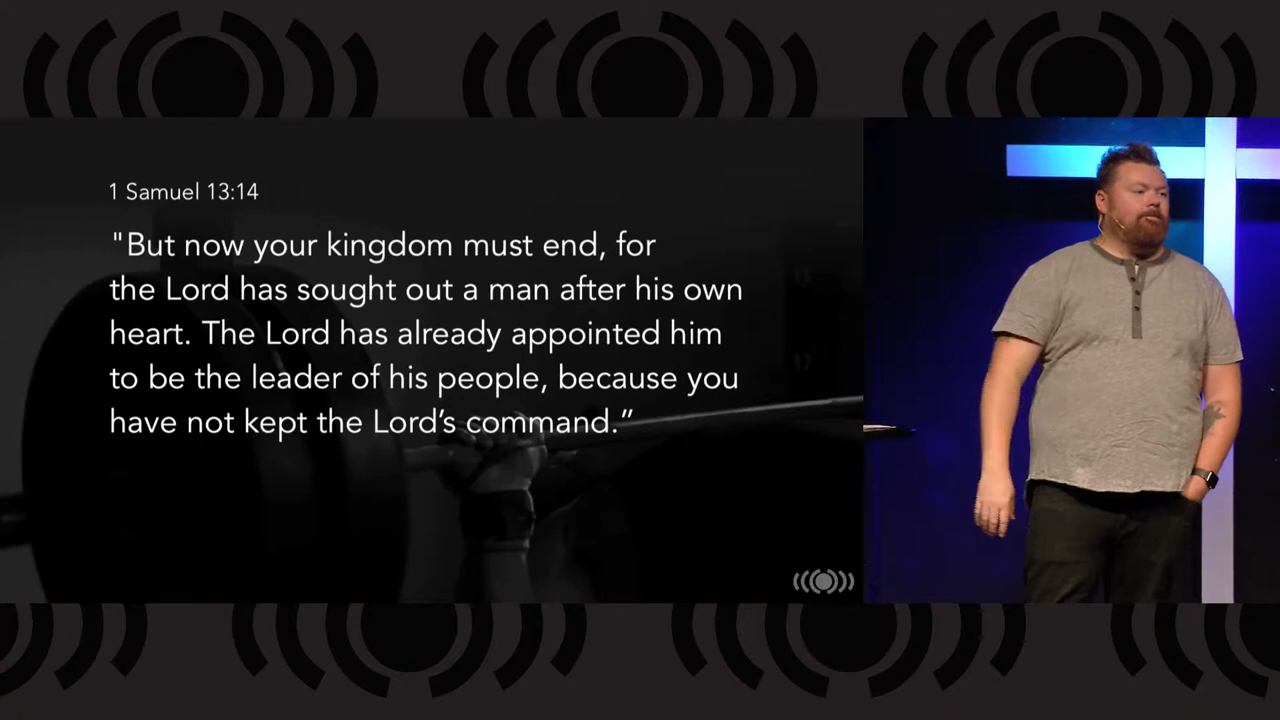 1 Samuel 13:14
"But now your kingdom must end, for
the Lord has sought out a man after his own
heart. The Lord has already appointed him
to be the leader of his people, because you
have not kept the Lord’s command.”